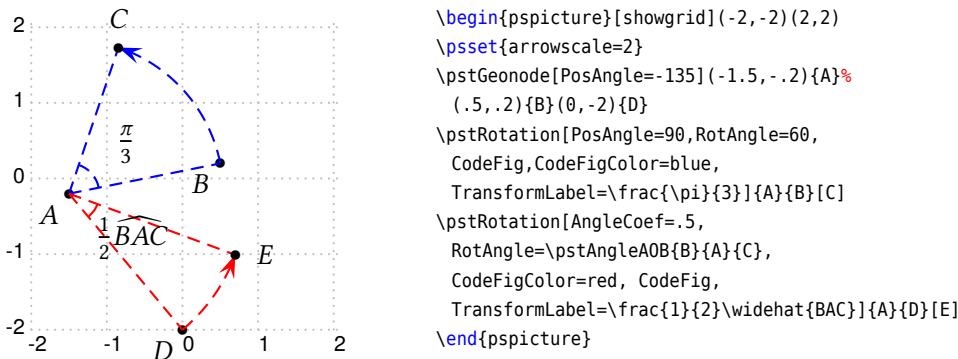 2
1
0
-1
-2
-2
-1
0
1
2
C
π
3
B
A
1
2
BAC
E
D
\begin{pspicture}[showgrid](-2,-2)(2,2)
\psset{arrowscale=2}
\pstGeonode[PosAngle=-135](-1.5,-.2){A}%
(.5,.2){B}(0,-2){D}
\pstRotation[PosAngle=90,RotAngle=60,
CodeFig,CodeFigColor=blue,
TransformLabel=\frac{\pi}{3}]{A}{B}[C]
\pstRotation[AngleCoef=.5,
RotAngle=\pstAngleAOB{B}{A}{C},
CodeFigColor=red, CodeFig,
TransformLabel=\frac{1}{2}\widehat{BAC}]{A}{D}[E]
\end{pspicture}